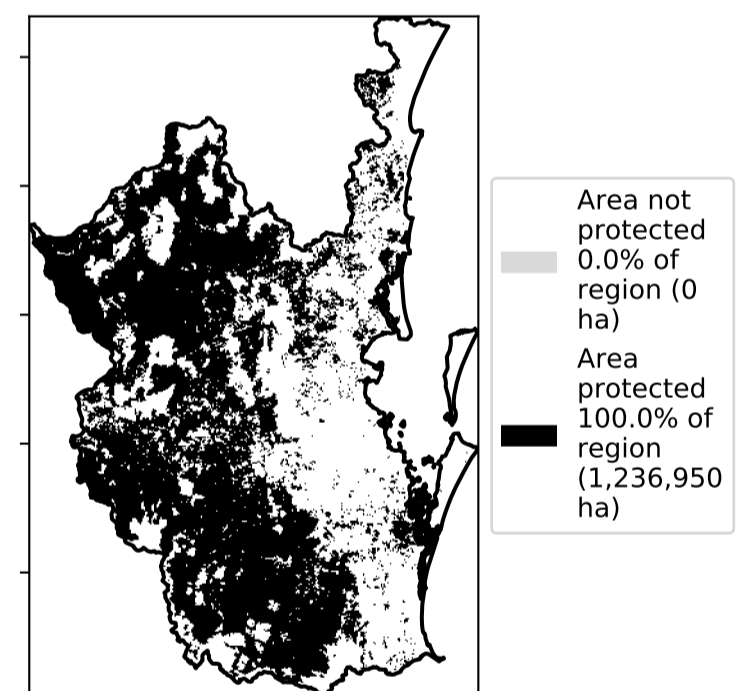 Area not
protected
0.0% of
region (0
ha)
Area
protected
100.0% of
region
(1,236,950
ha)